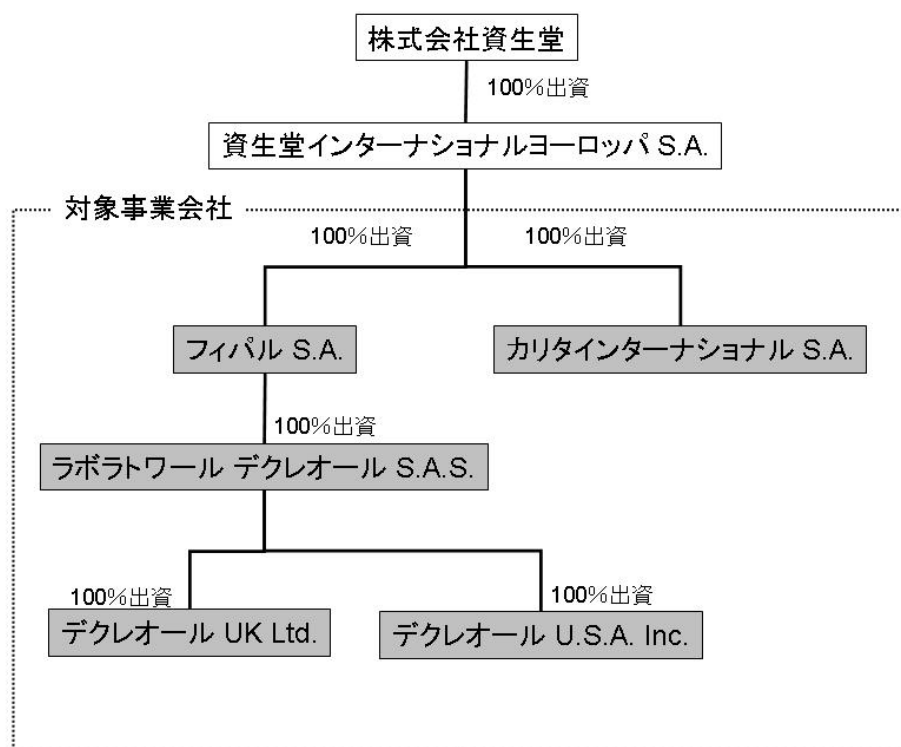 株式会社資生堂
100%出資
資生堂インターナショナルヨーロッパ S.A.
対象事業会社
100%出資
100%出資
フィパル S.A.
カリタインターナショナル S.A.
100%出資
ラボラトワール デクレオール S.A.S.
100%出資
100%出資
デクレオール UK Ltd.
デクレオール U.S.A. Inc.